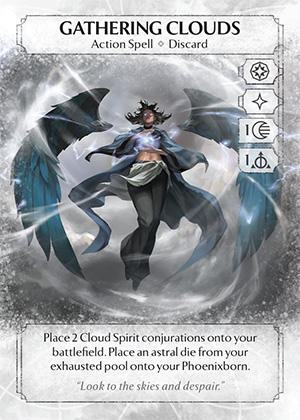 GATHERING CLOUDS
Action Spell ⟐ Discard
1
1
Place 2 Cloud Spirit conjurations onto your
battlefield. Place an astral die from your
exhausted pool onto your Phoenixborn.
“Look to the skies and despair.”